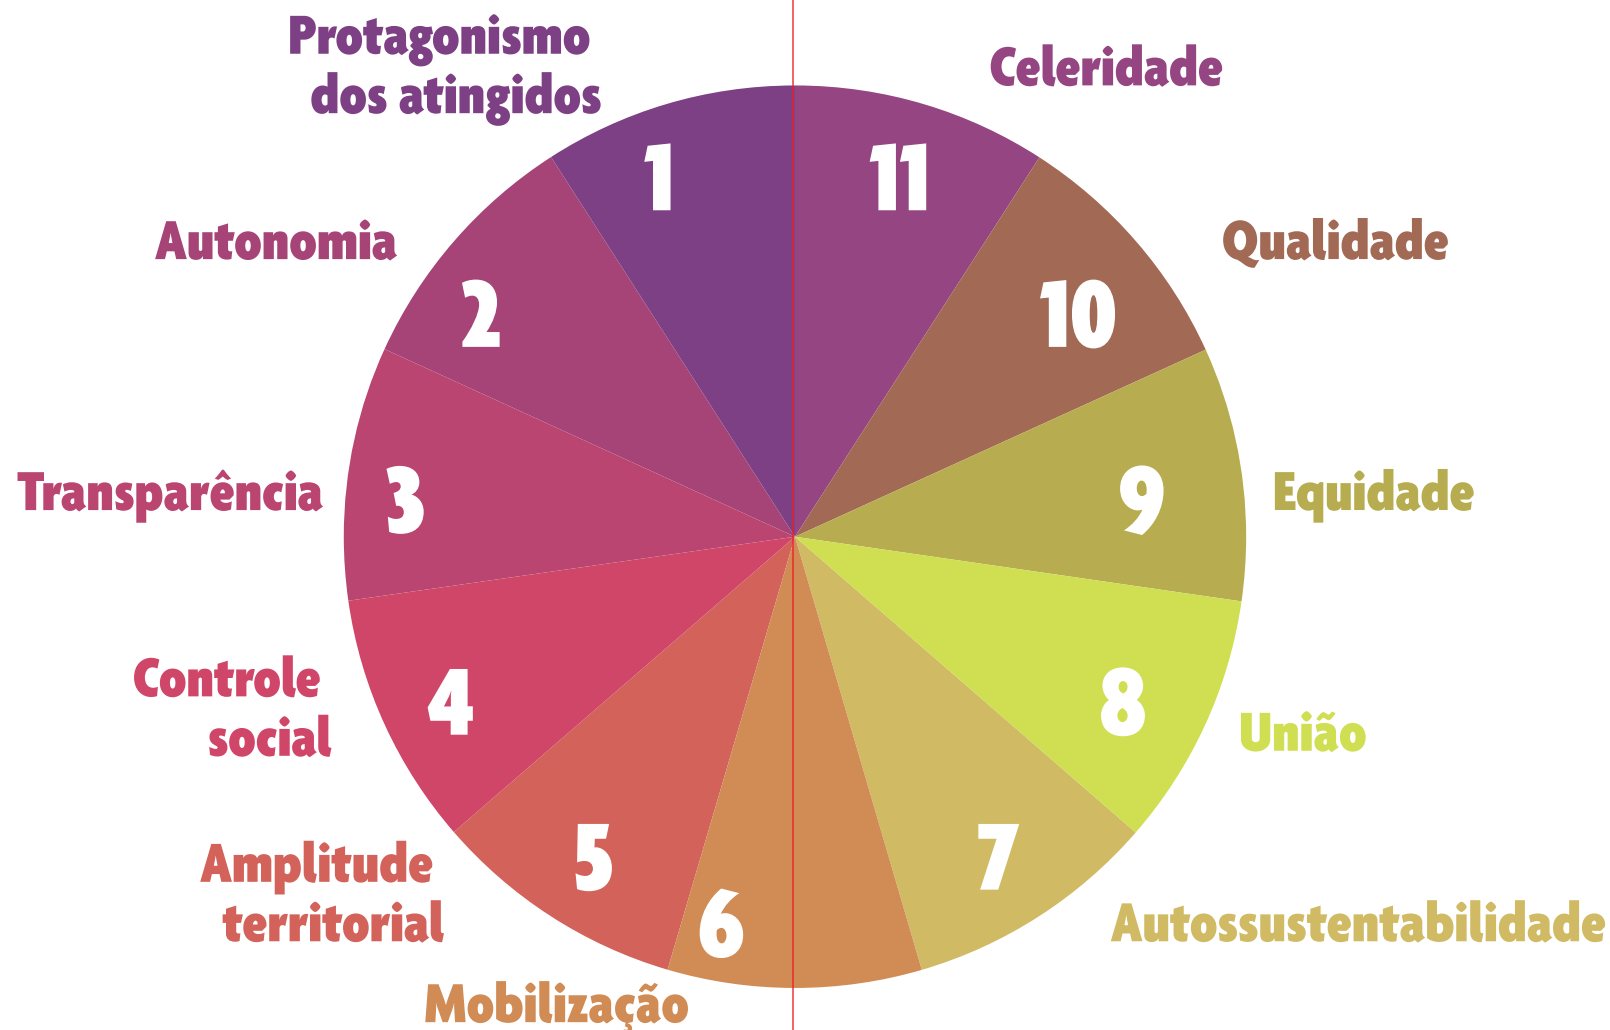 Protagonismo
dos atingidos
1
Autonomia
2
Transparência
3
Controle
social
4
Amplitude
territorial
5
Mobilização
6
Autossustentabilidade
7
União
8
Equidade
9
Qualidade
10
Celeridade
11